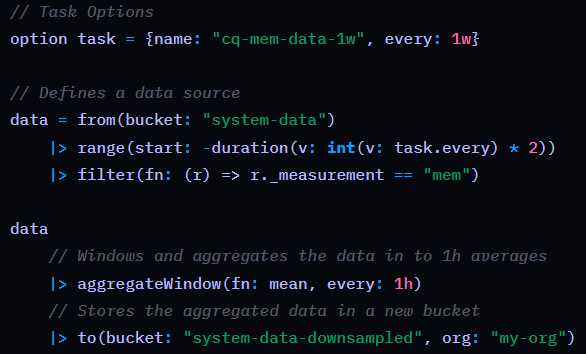 // Task Options
option task = {name: "cq-mem-data-1w", every: 1w}

// Defines a data source
data = from(bucket: "system-data")
    |> range(start: -duration(v: int(v: task.every) * 2))
    |> filter(fn: (r) => r._measurement == "mem")

data
    // Windows and aggregates the data in to 1h averages
    |> aggregateWindow(fn: mean, every: 1h)
    // Stores the aggregated data in a new bucket
    |> to(bucket: "system-data-downsampled", org: "my-org")